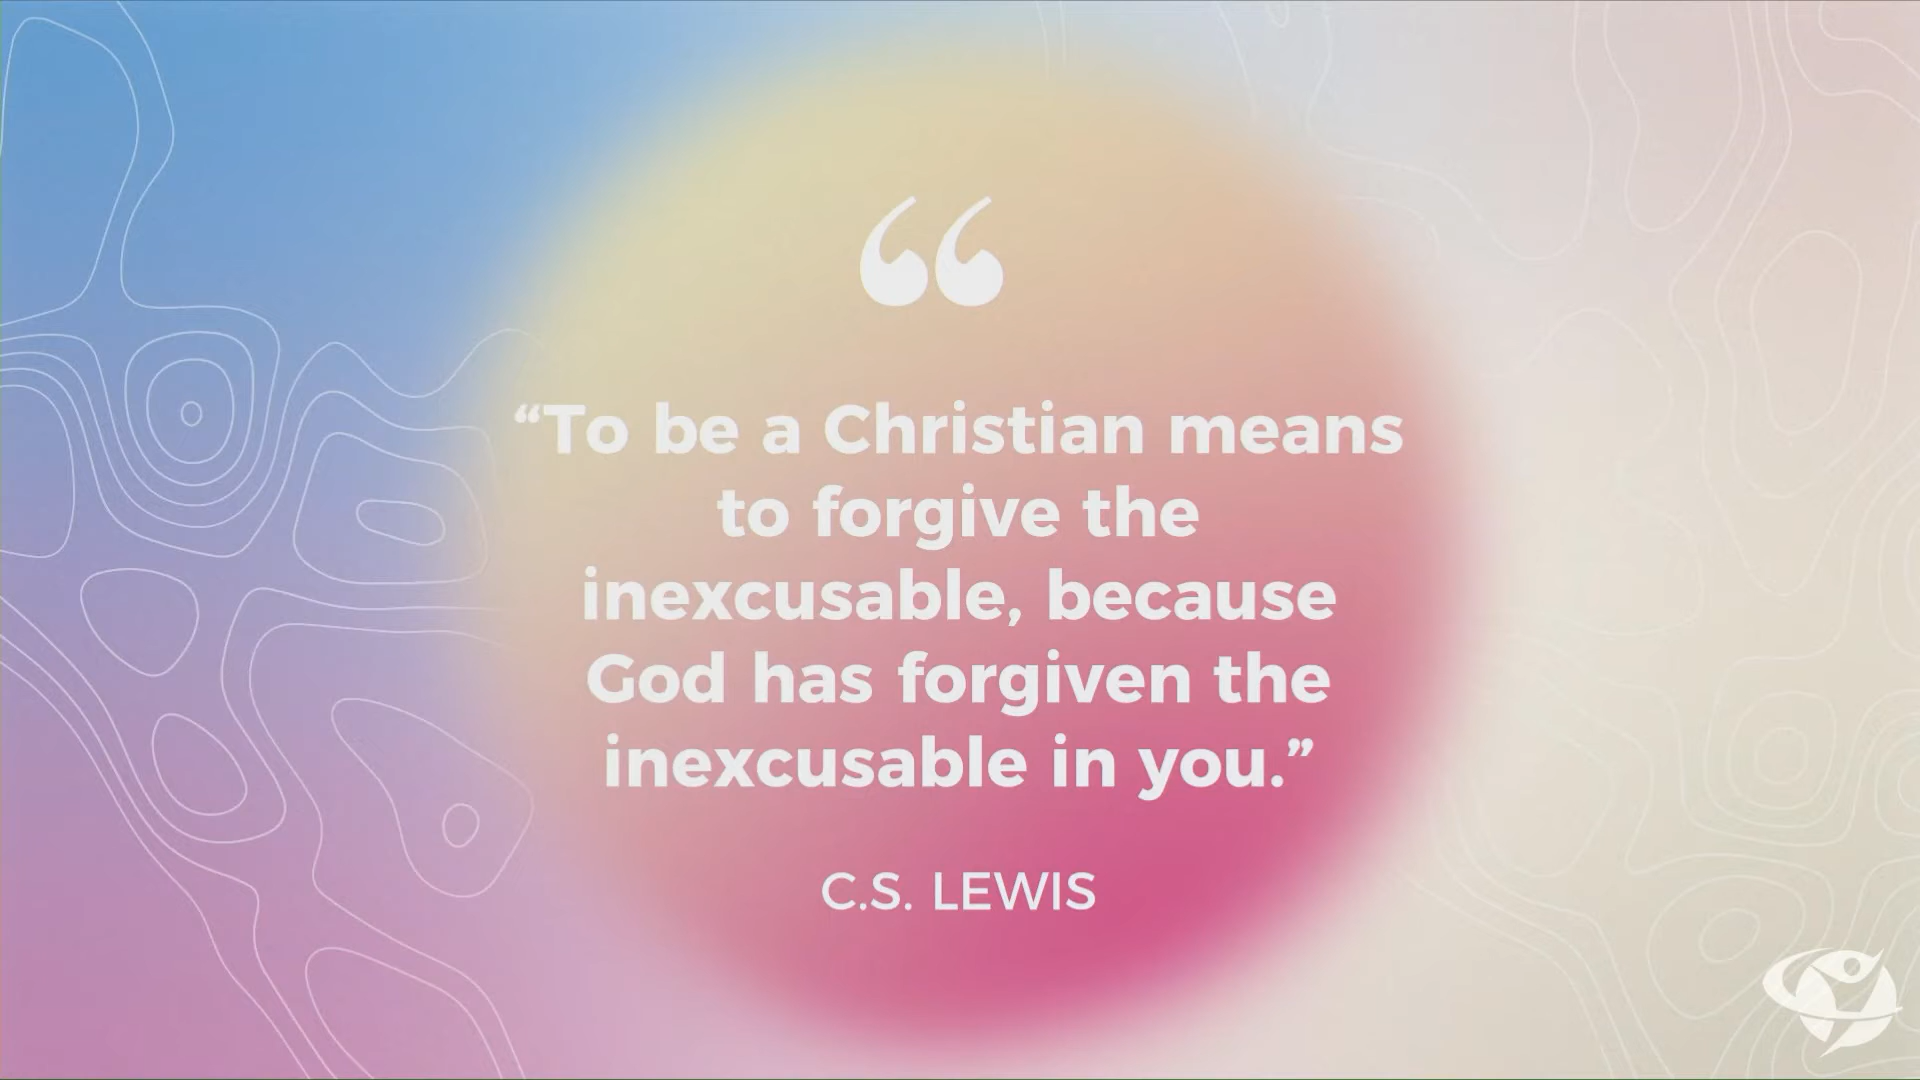 “To be a Christian means
to forgive the
inexcusable, because
God has forgiven the
inexcusable in you.”
C.S. LEWIS